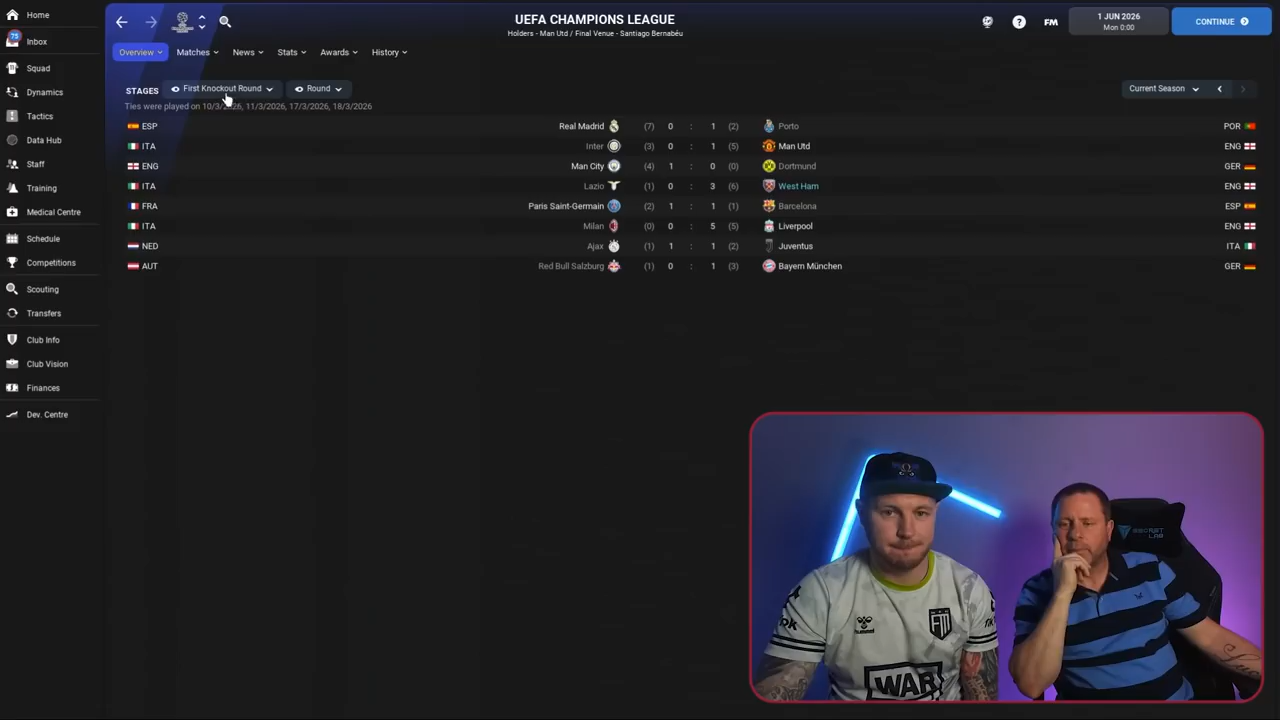 Home
75
Inbox
Squad
Dynamics
Tactics
Data Hub
Staff
Training
Medical Centre
Schedule
Competitions
Scouting
Transfers
Club Info
Club Vision
Finances
Dev. Centre
UEFA CHAMPIONS LEAGUE
Holders - Man Utd / Final Venue - Santiago Bernabéu
FM
1 JUN 2026
Mon 0:00
CONTINUE
Overview Matches News Stats Awards History
STAGES First Knockout Round Round Current Season
Ties were played on 10/3/2026, 11/3/2026, 17/3/2026, 18/3/2026
ESP Real Madrid (7) 0 : 1 (2) Porto POR
ITA Inter (3) 0 : 1 (5) Man Utd ENG
ENG Man City (4) 1 : 0 (0) Dortmund GER
ITA Lazio (1) 0 : 3 (6) West Ham ENG
FRA Paris Saint-Germain (2) 1 : 1 (1) Barcelona ESP
ITA Milan (0) 0 : 5 (5) Liverpool ENG
NED Ajax (1) 1 : 1 (2) Juventus ITA
AUT Red Bull Salzburg (1) 0 : 1 (3) Bayern München GER
SECRET
LAB
hummel
FM
WAR